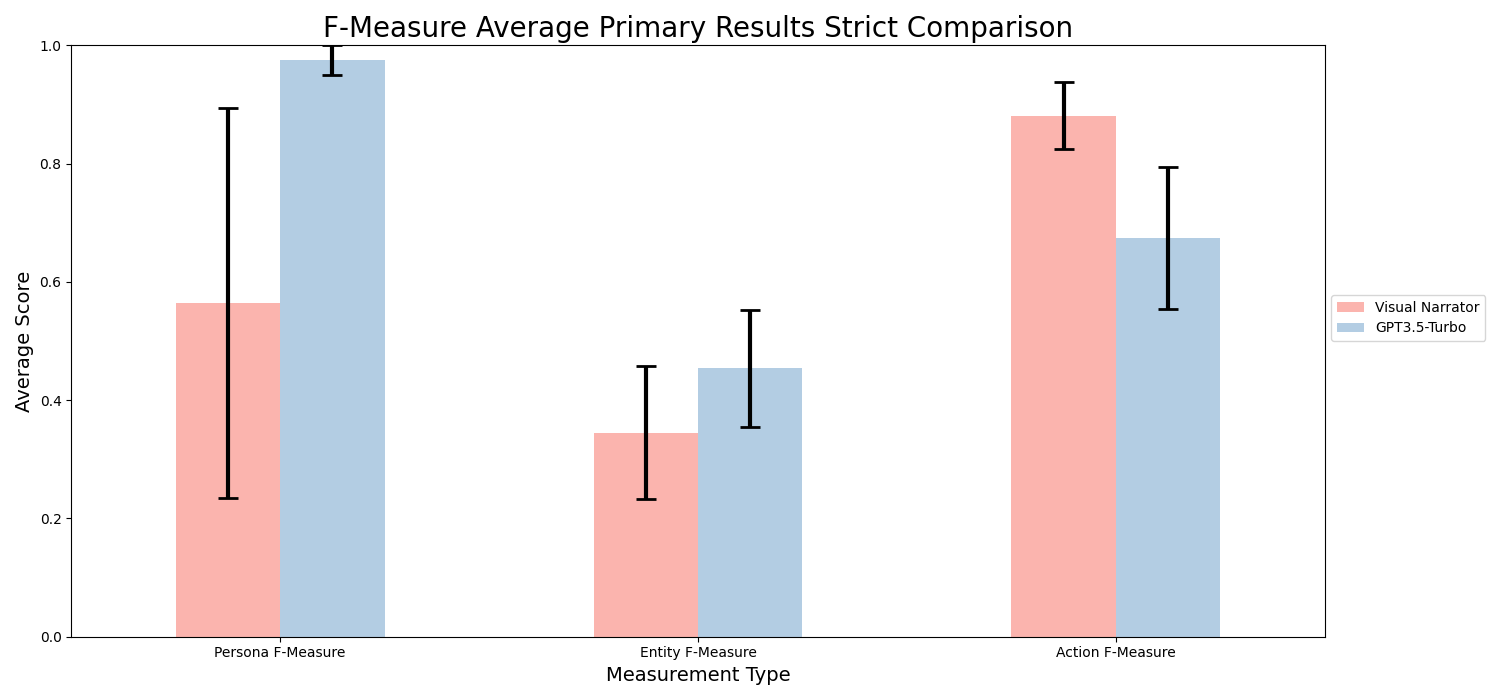 F-Measure Average Primary Results Strict Comparison
1.0
0.8
0.6
0.4
0.2
0.0
Average Score
Persona F-Measure
Entity F-Measure
Action F-Measure
Measurement Type
Visual Narrator
GPT3.5-Turbo